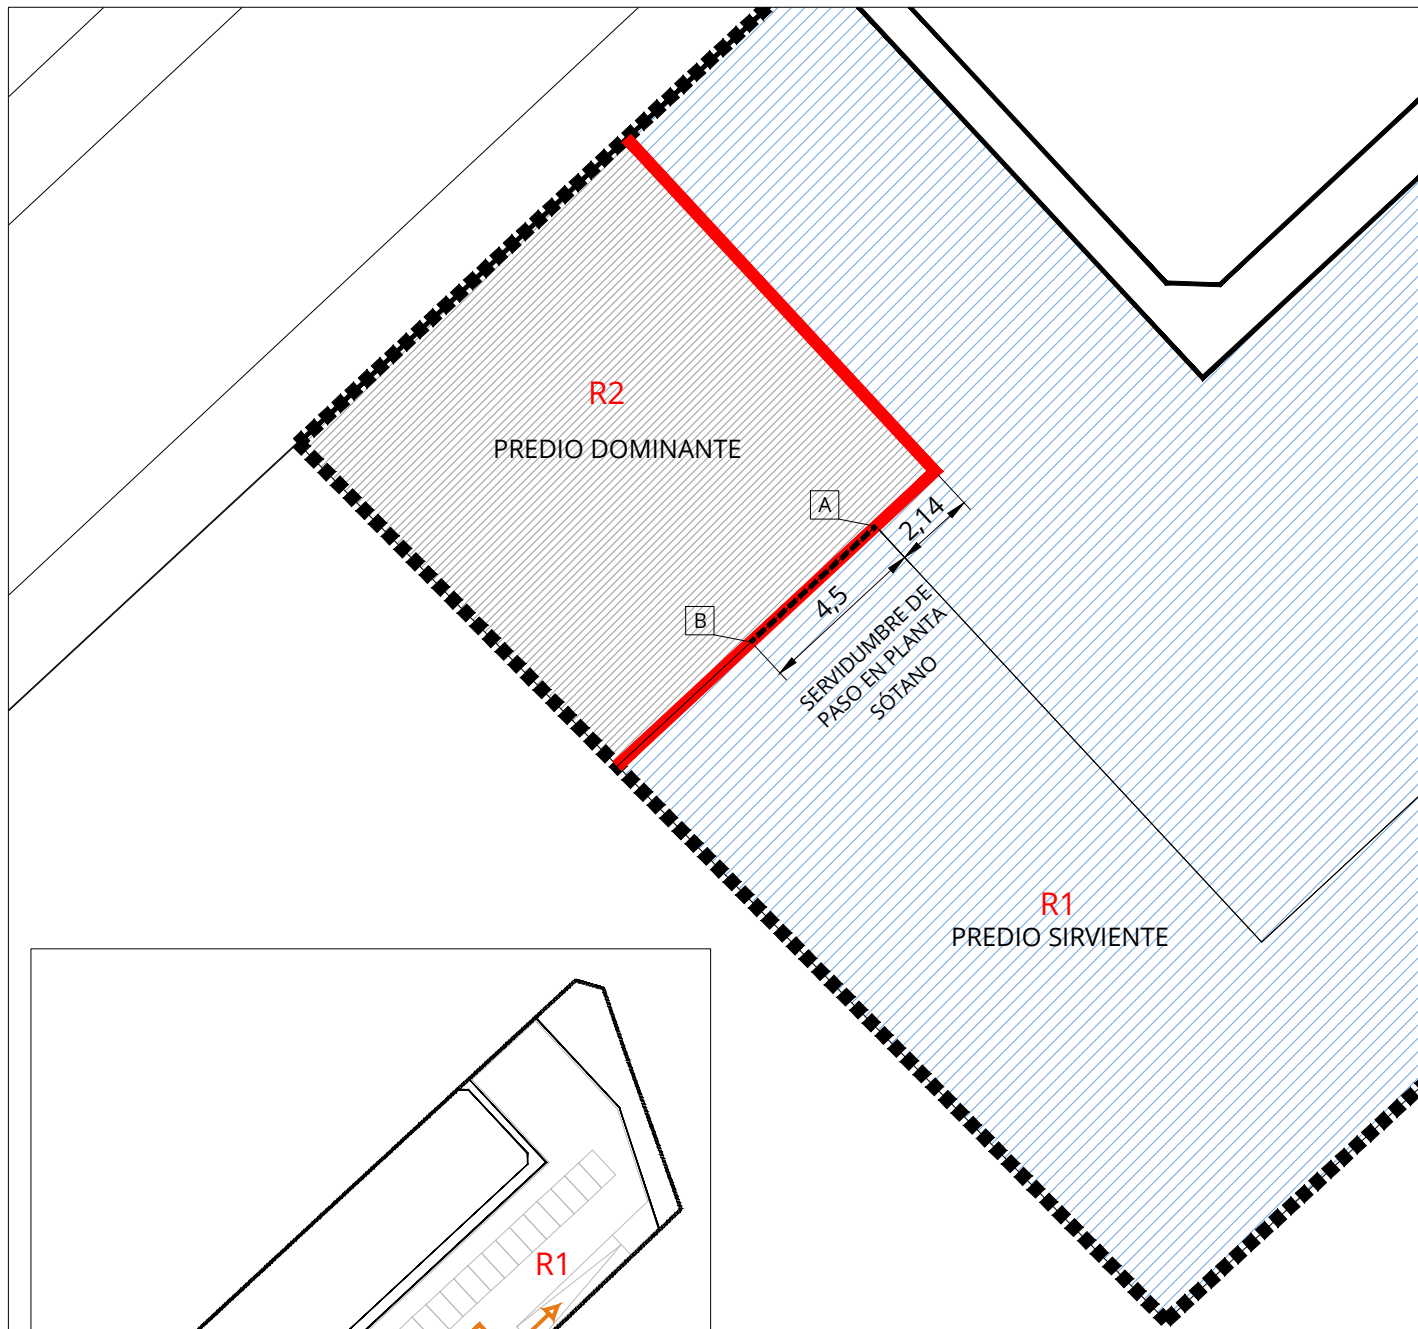 R2
PREDIO DOMINANTE
A
2,14
4,5
B
SERVIDUMBRE DE
PASO EN PLANTA
SÓTANO
R1
PREDIO SIRVIENTE
R1